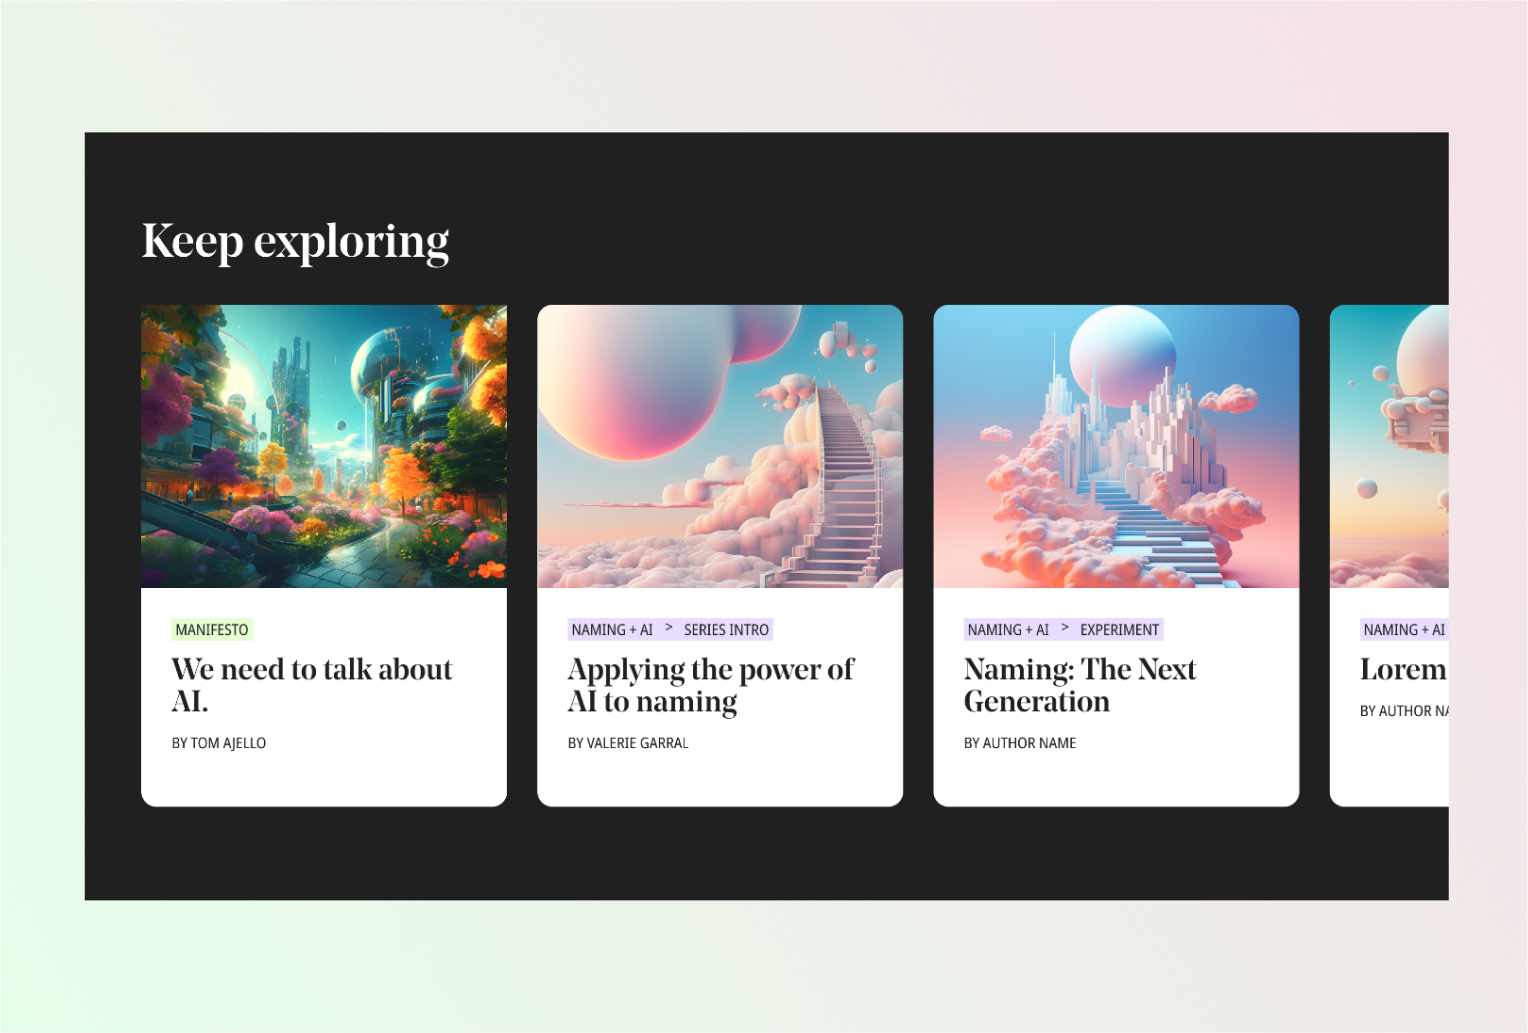 Keep exploring
MANIFESTO
We need to talk about
AI.
BY TOM AJELLO
NAMING + AI > SERIES INTRO
Applying the power of
AI to naming
BY VALERIE GARRAL
NAMING + AI > EXPERIMENT
Naming: The Next
Generation
BY AUTHOR NAME
NAMING + AI
Lorem
BY AUTHOR